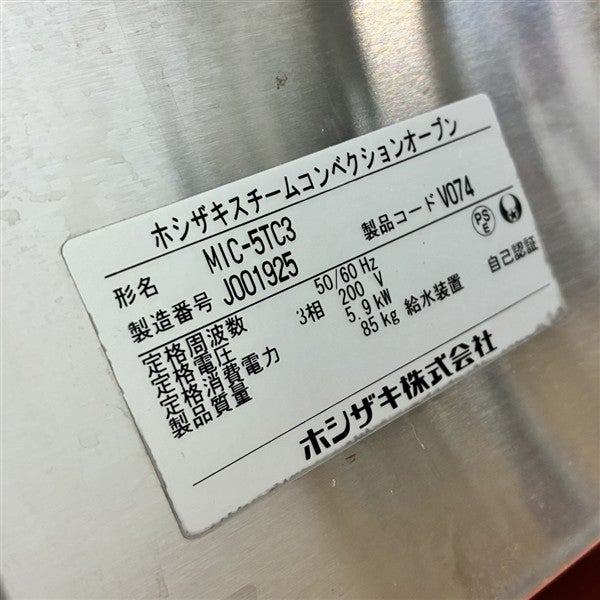 ホシザキスチームコンベクションオーブン
形名 MIC-5TC3 製品コード V074
製造番号 J001925
定格周波数 50/60 Hz
定格電圧 3相 200 V
定格消費電力 5.9 kW
製品質量 85 kg 給水装置 自己認証
PSE
ホシザキ株式会社